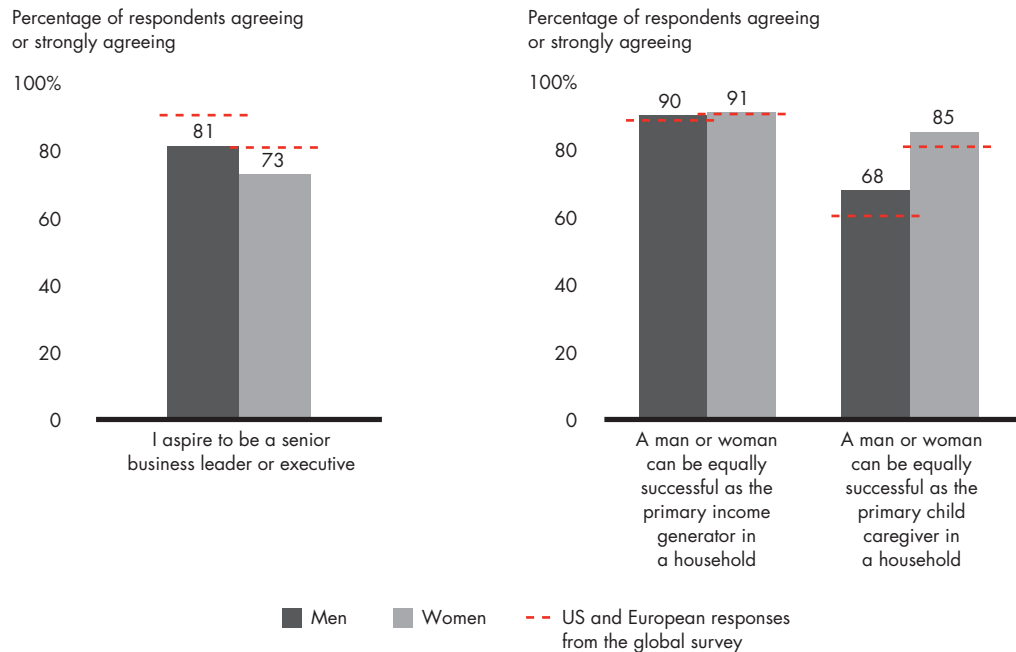 Percentage of respondents agreeing
or strongly agreeing
100%
80
60
40
20
0
81
73
I aspire to be a senior
business leader or executive
Percentage of respondents agreeing
or strongly agreeing
100%
80
60
40
20
0
90
91
68
85
A man or woman
can be equally
successful as the
primary income
generator in
a household
A man or woman
can be equally
successful as the
primary child
caregiver in
a household
Men
Women
US and European responses
from the global survey